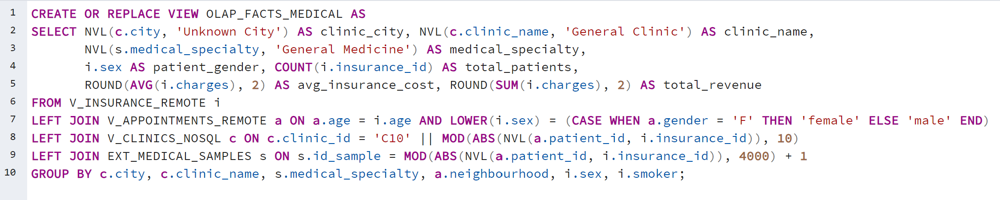 1 CREATE OR REPLACE VIEW OLAP_FACTS_MEDICAL AS
2 SELECT NVL(c.city, 'Unknown City') AS clinic_city, NVL(c.clinic_name, 'General Clinic') AS clinic_name,
3 NVL(s.medical_specialty, 'General Medicine') AS medical_specialty,
4 i.sex AS patient_gender, COUNT(i.insurance_id) AS total_patients,
5 ROUND(AVG(i.charges), 2) AS avg_insurance_cost, ROUND(SUM(i.charges), 2) AS total_revenue
6 FROM V_INSURANCE_REMOTE i
7 LEFT JOIN V_APPOINTMENTS_REMOTE a ON a.age = i.age AND LOWER(i.sex) = (CASE WHEN a.gender = 'F' THEN 'female' ELSE 'male' END)
8 LEFT JOIN V_CLINICS_NOSQL c ON c.clinic_id = 'C10' || MOD(ABS(NVL(a.patient_id, i.insurance_id)), 10)
9 LEFT JOIN EXT_MEDICAL_SAMPLES s ON s.id_sample = MOD(ABS(NVL(a.patient_id, i.insurance_id)), 4000) + 1
10 GROUP BY c.city, c.clinic_name, s.medical_specialty, a.neighbourhood, i.sex, i.smoker;